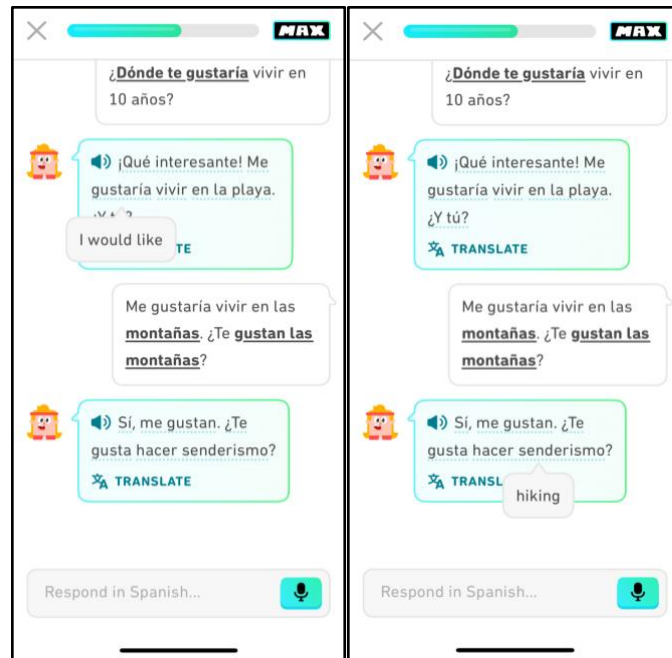 MAX
¿Dónde te gustaría vivir en
10 años?
¡Qué interesante! Me
gustaría vivir en la playa.
I would like
TE
Me gustaría vivir en las
montañas. ¿Te gustan las
montañas?
Sí, me gustan. ¿Te
gusta hacer senderismo?
TRANSLATE
Respond in Spanish...
MAX
¿Dónde te gustaría vivir en
10 años?
¡Qué interesante! Me
gustaría vivir en la playa.
¿Y tú?
TRANSLATE
Me gustaría vivir en las
montañas. ¿Te gustan las
montañas?
Sí, me gustan. ¿Te
gusta hacer senderismo?
TRANSL
hiking
Respond in Spanish...